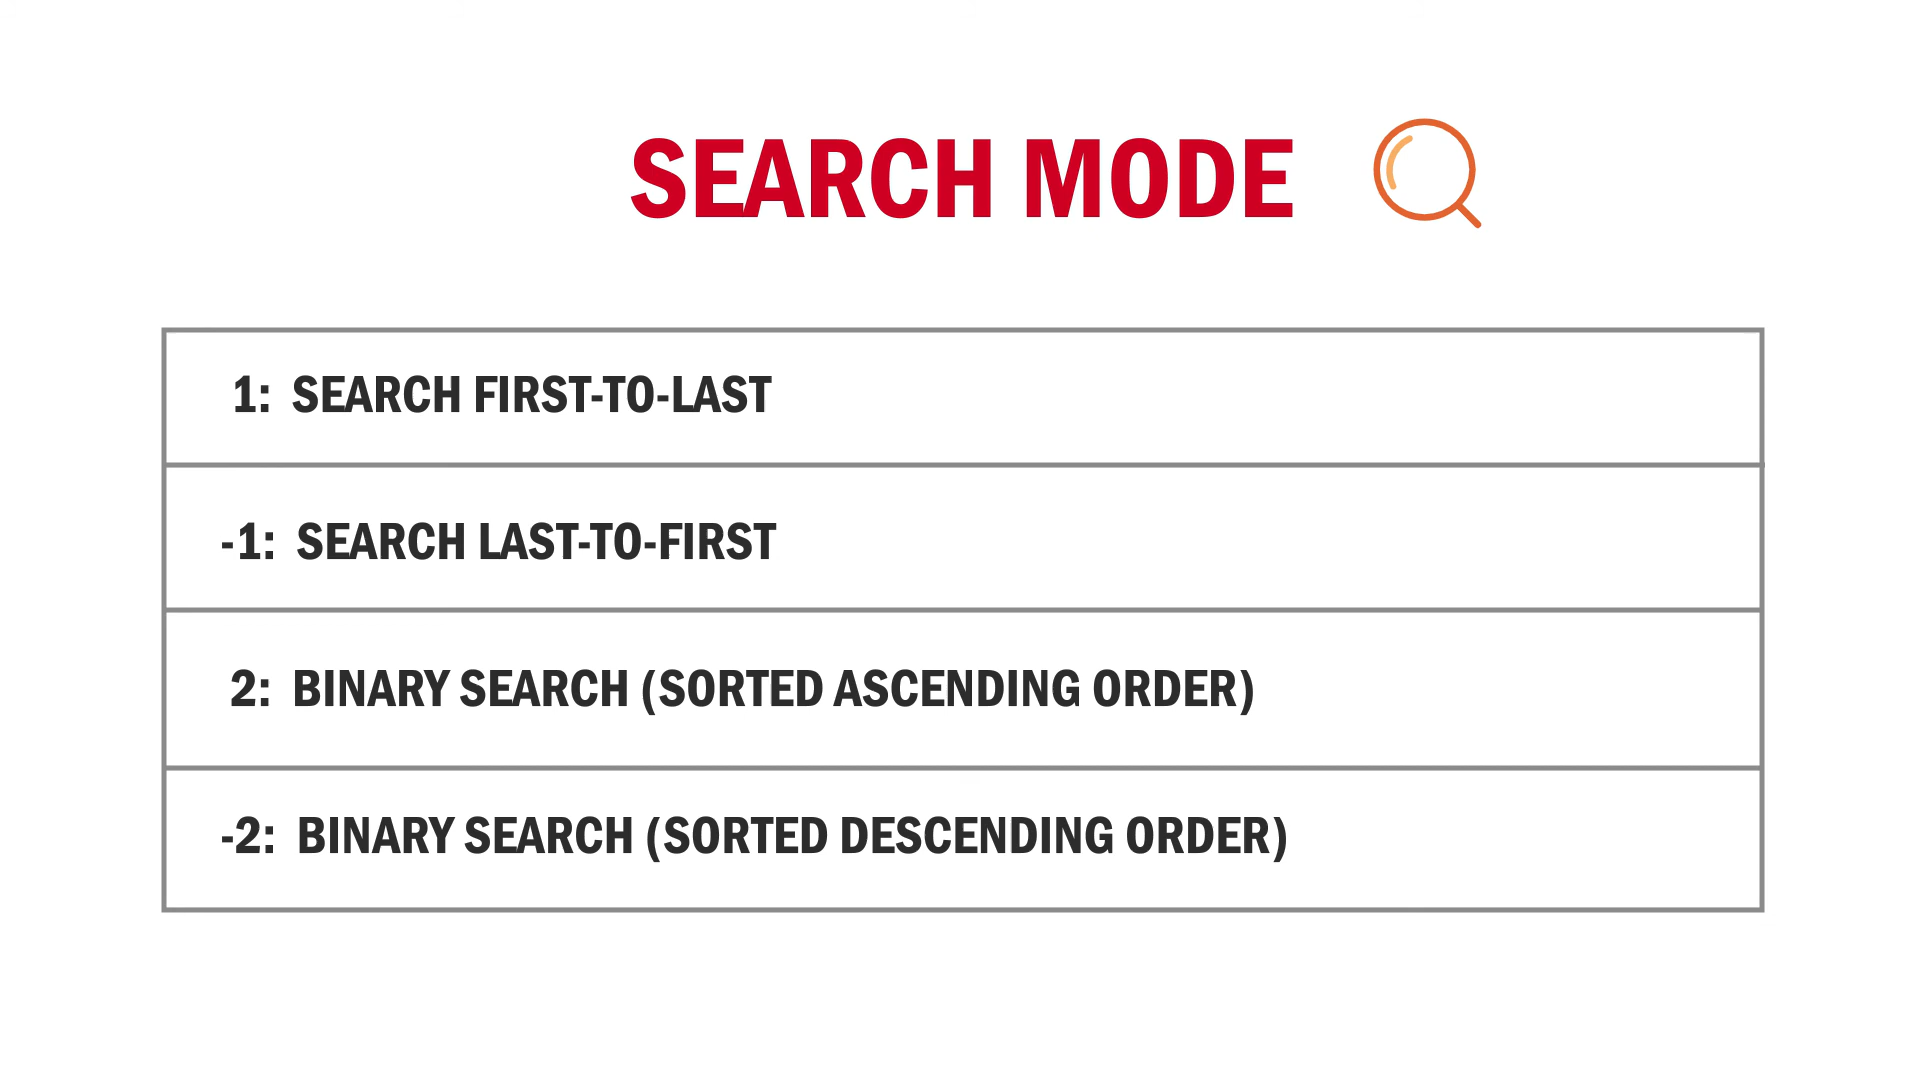 SEARCH MODE
1: SEARCH FIRST-TO-LAST
-1: SEARCH LAST-TO-FIRST
2: BINARY SEARCH (SORTED ASCENDING ORDER)
-2: BINARY SEARCH (SORTED DESCENDING ORDER)